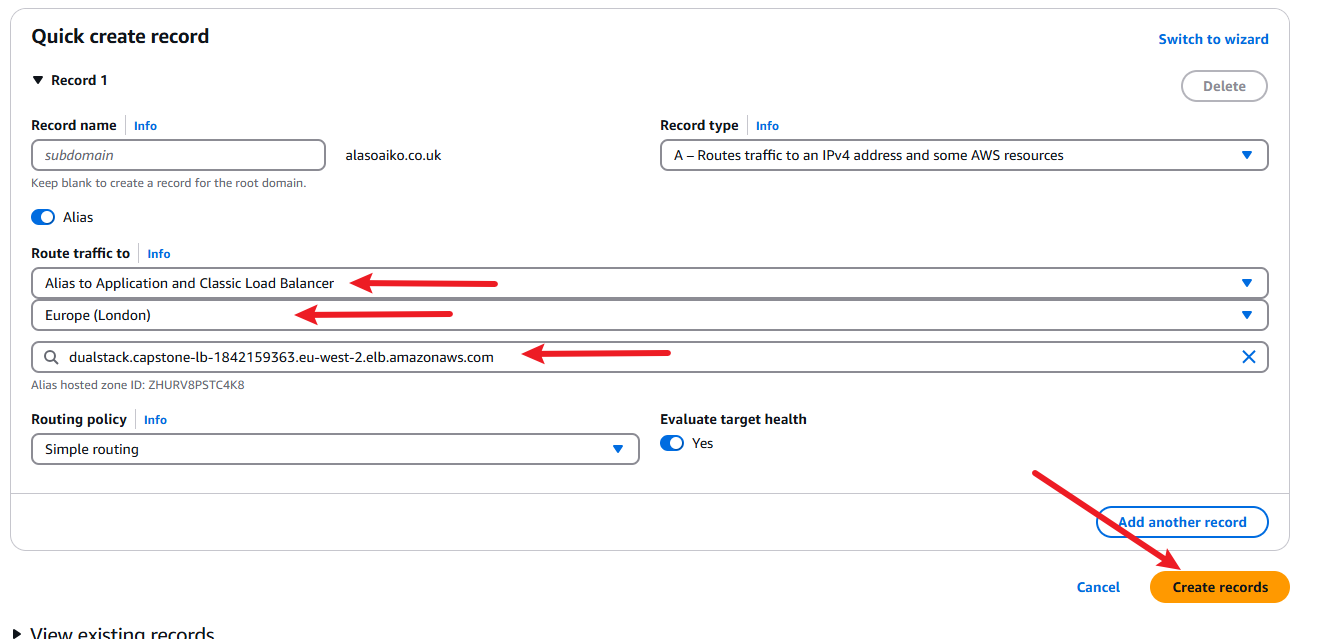 Quick create record
Switch to wizard
Record 1
Delete
Record name Info
Record type Info
subdomain
alasoaiko.co.uk
A – Routes traffic to an IPv4 address and some AWS resources
Keep blank to create a record for the root domain.
Alias
Route traffic to Info
Alias to Application and Classic Load Balancer
Europe (London)
dualstack.capstone-lb-1842159363.eu-west-2.elb.amazonaws.com
Alias hosted zone ID: ZHURV8PSTC4K8
Routing policy Info
Evaluate target health
Simple routing
Yes
Add another record
Cancel
Create records
View existing records